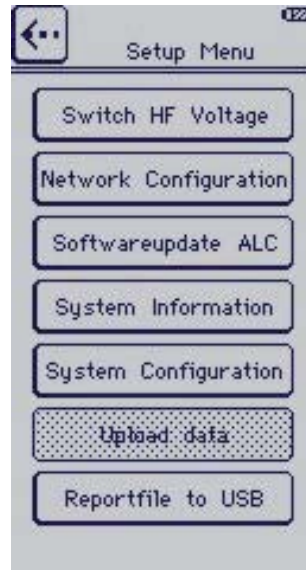 Setup Menu
Switch HF Voltage
Network Configuration
Softwareupdate ALC
System Information
System Configuration
Upload data
Reportfile to USB